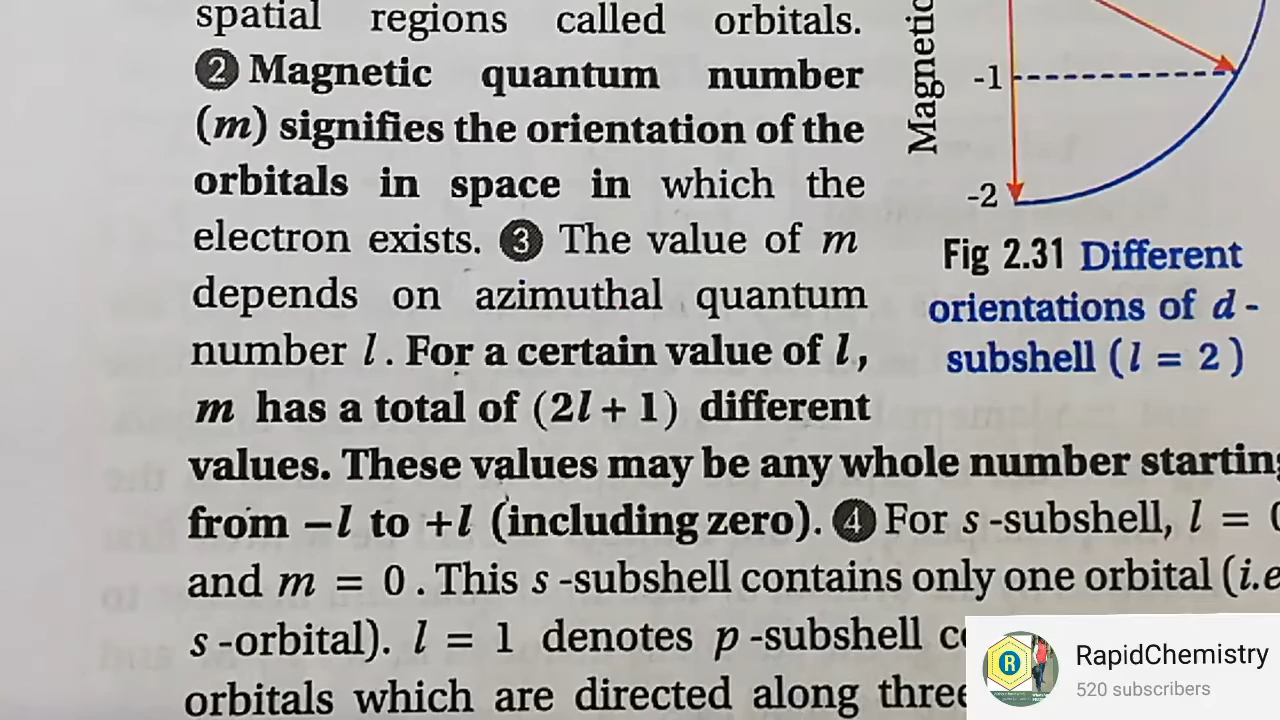 spatial regions called orbitals.
❷ Magnetic quantum number
(m) signifies the orientation of the
orbitals in space in which the
electron exists. ❸ The value of m
depends on azimuthal quantum
number l. For a certain value of l,
m has a total of (2l + 1) different
values. These values may be any whole number
from −l to +l (including zero). ❹ For s-subshell, l =
and m = 0. This s-subshell contains only one orbital (i.e
s-orbital). l = 1 denotes p-subshell
orbitals which are directed along three
Magnetic
-1
-2
Fig 2.31 Different
orientations of d-
subshell (l = 2)
RapidChemistry
520 subscribers